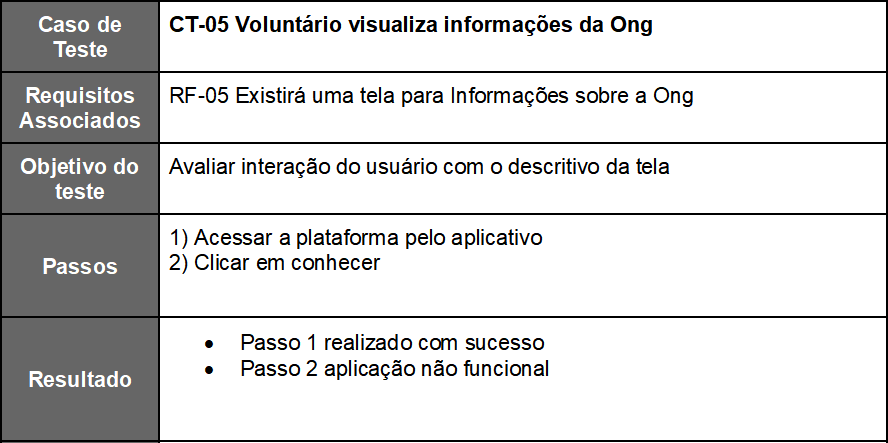 Caso de
Teste
CT-05 Voluntário visualiza informações da Ong
Requisitos
Associados
RF-05 Existirá uma tela para Informações sobre a Ong
Objetivo do
teste
Avaliar interação do usuário com o descritivo da tela
Passos
1) Acessar a plataforma pelo aplicativo
2) Clicar em conhecer
Resultado
• Passo 1 realizado com sucesso
• Passo 2 aplicação não funcional